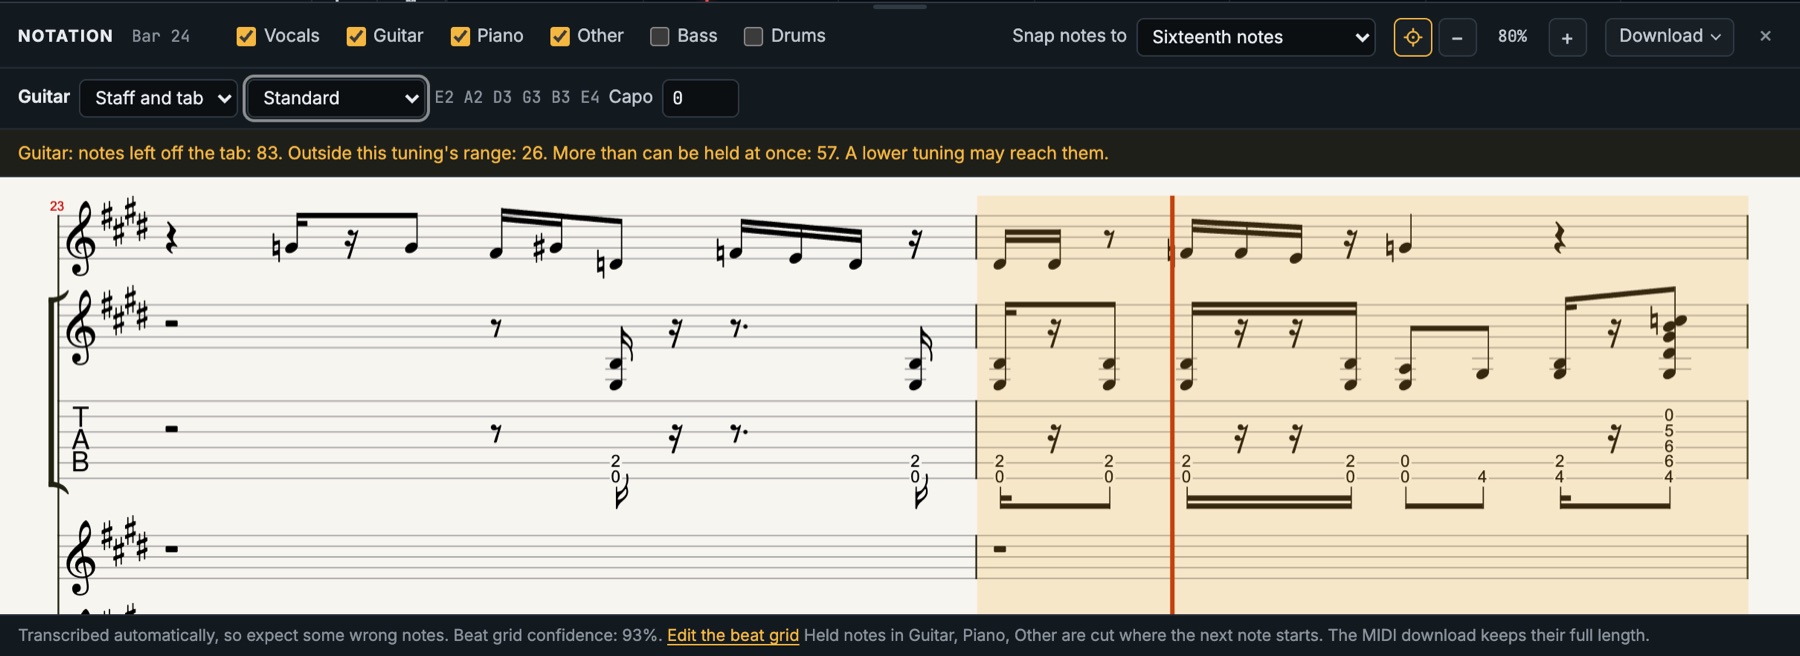 NOTATION Bar 24 Vocals Guitar Piano Other Bass Drums Snap notes to Sixteenth notes − 80% + Download ×
Guitar Staff and tab Standard E2 A2 D3 G3 B3 E4 Capo 0
Guitar: notes left off the tab: 83. Outside this tuning's range: 26. More than can be held at once: 57. A lower tuning may reach them.
23
T
A
B
0
5
6
2 2 2 2 2 2 0 2 6
0 0 0 0 0 0 0 4 4 4
Transcribed automatically, so expect some wrong notes. Beat grid confidence: 93%. Edit the beat grid Held notes in Guitar, Piano, Other are cut where the next note starts. The MIDI download keeps their full length.